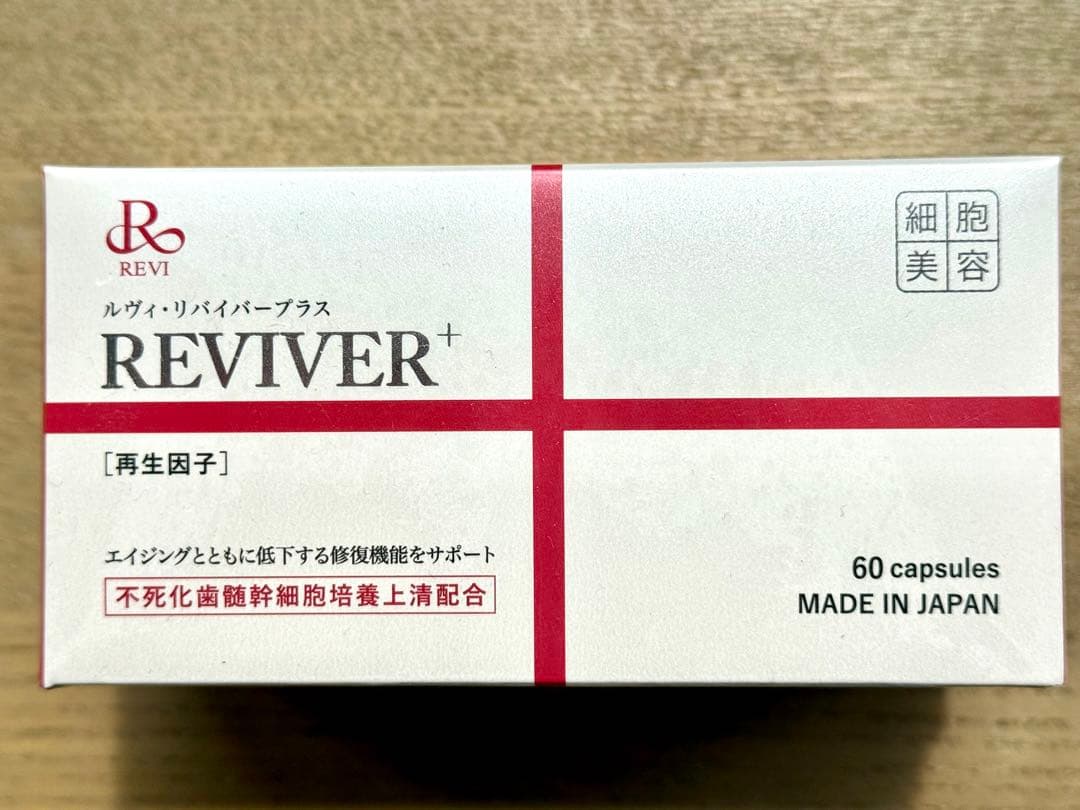 R
REVI
ルヴィ・リバイバープラス
REVIVER+
[再生因子]
エイジングとともに低下する修復機能をサポート
不死化歯髄幹細胞培養上清配合
細胞
美容
60 capsules
MADE IN JAPAN